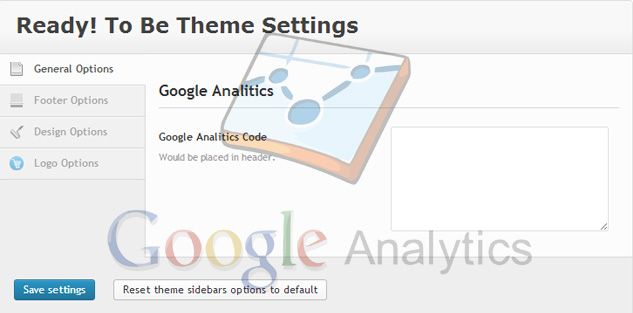 Ready! To Be Theme Settings
General Options
Footer Options
Design Options
Logo Options
Google Analitics
Google Analitics Code
Would be placed in header.
Google Analytics
Save settings
Reset theme sidebars options to default